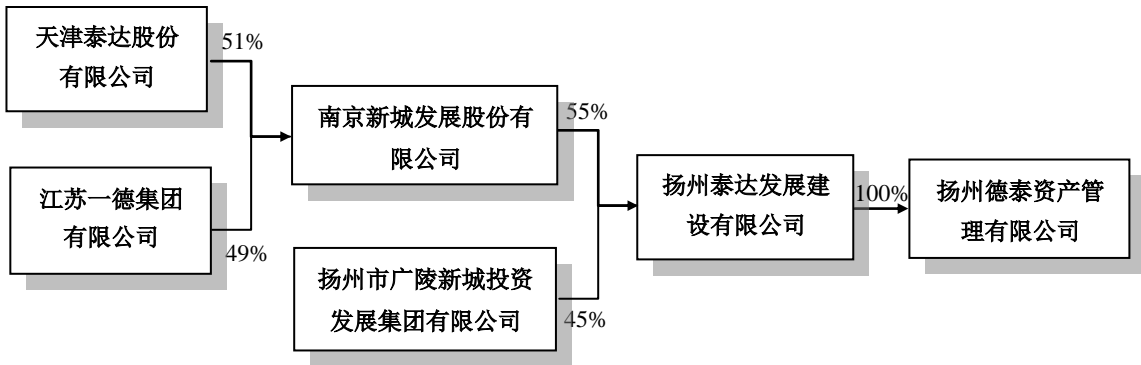 天津泰达股份
有限公司
51%
江苏一德集团
有限公司
49%
南京新城发展股份有
限公司
55%
扬州市广陵新城投资
发展集团有限公司
45%
扬州泰达发展建
设有限公司
100%
扬州德泰资产管
理有限公司